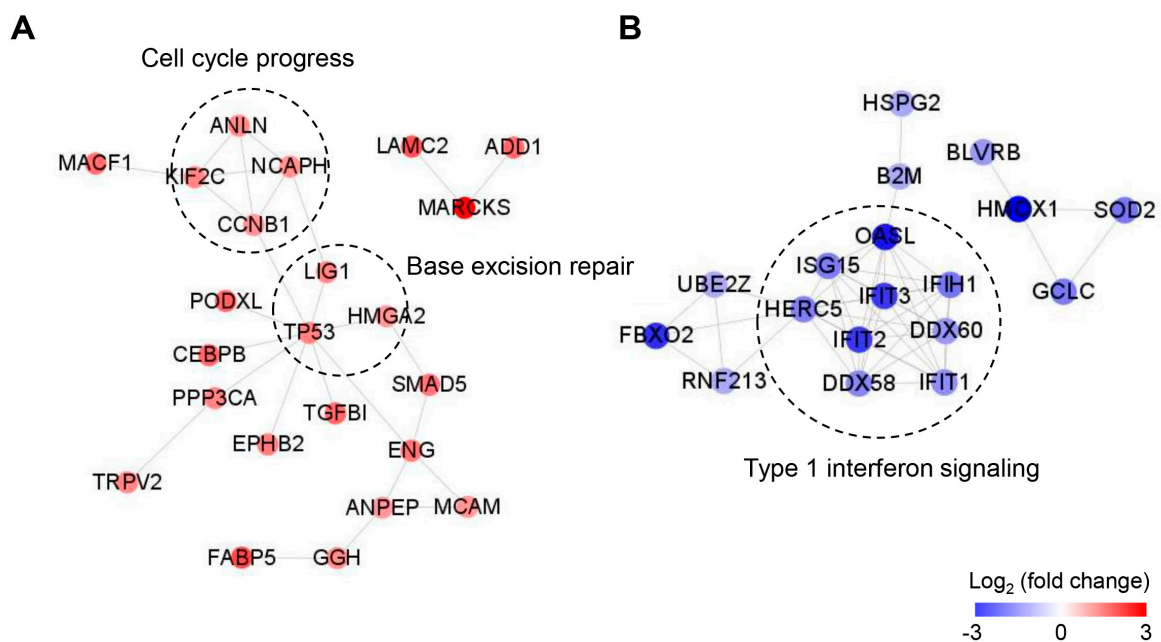 A
Cell cycle progress
ANLN
MACF1
KIF2C
NCAPH
CCNB1
LAMC2
ADD1
MARCKS
LIG1
Base excision repair
PODXL
HMGA2
TP53
CEBPB
PPP3CA
SMAD5
TGFBI
EPHB2
ENG
TRPV2
ANPEP
MCAM
FABP5
GGH
B
HSPG2
BLVRB
B2M
HMOX1
SOD2
OASL
ISG15
UBE2Z
IFIT3
IFIH1
GCLC
HERC5
FBXO2
IFIT2
DDX60
RNF213
DDX58
IFIT1
Type 1 interferon signaling
Log2 (fold change)
-3
0
3